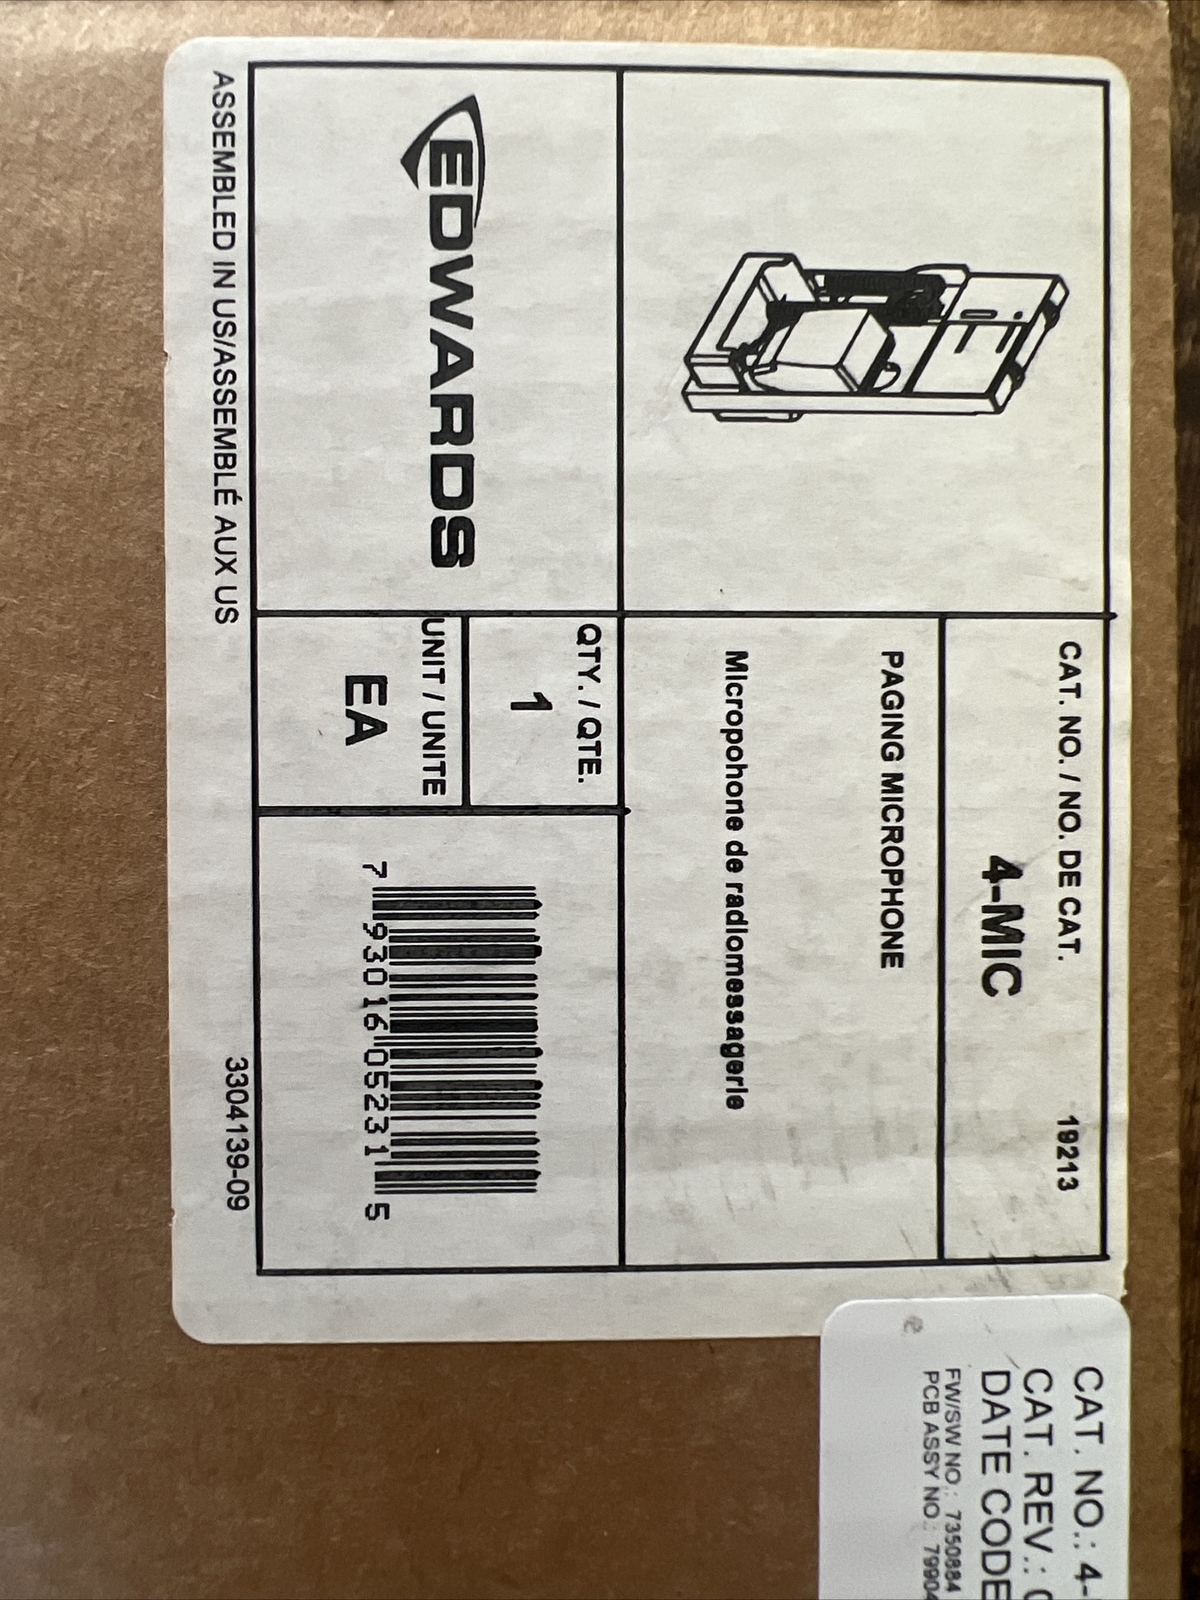 CAT. NO. / NO. DE CAT. 19213
4-MIC
PAGING MICROPHONE
Micropohone de radiomessagerie
EDWARDS
QTY. / QTE.
1
UNIT / UNITE
EA
7 93016 05231 5
ASSEMBLED IN US/ASSEMBLÉ AUX US 3304139-09
CAT. NO.: 4-
CAT. REV.: 0
DATE CODE
FW/SW NO.: 7350884
PCB ASSY NO.: 79904